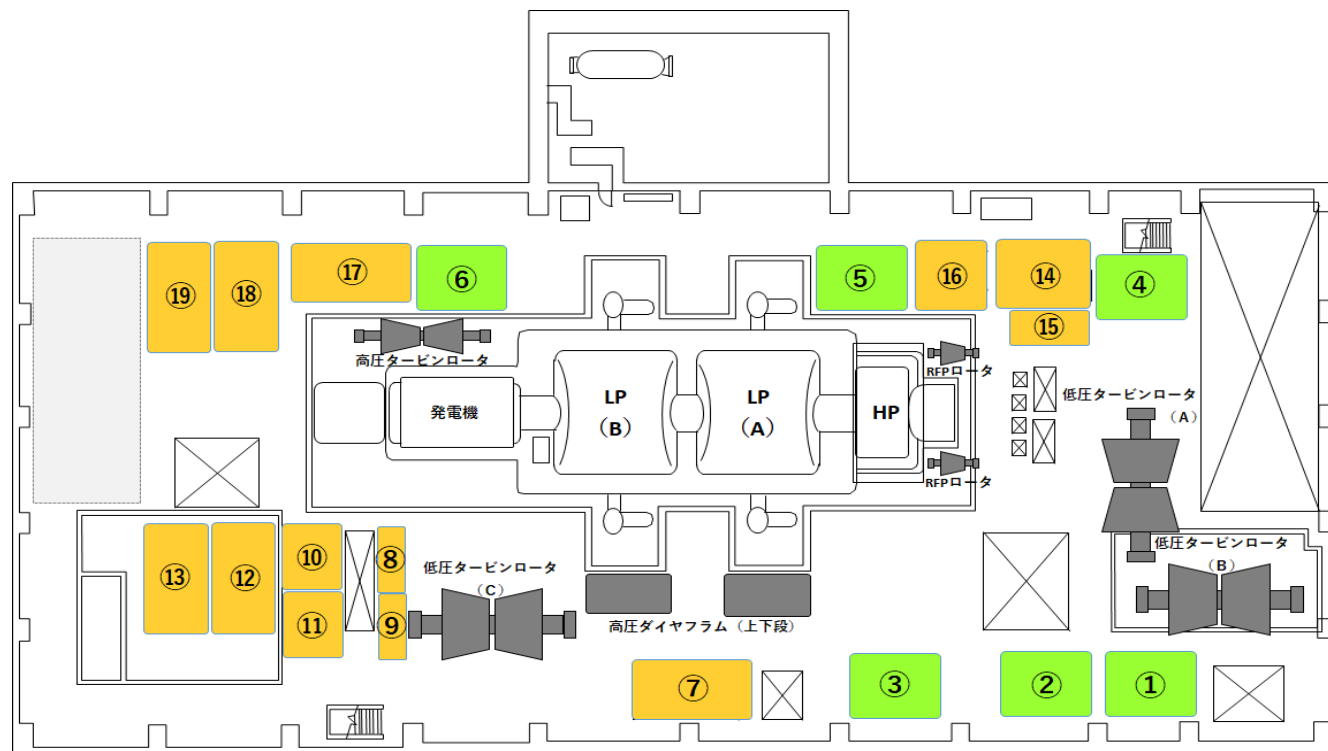 ⑲
⑱
⑰
⑥
⑤
⑯
⑭
④
⑮
高圧タービンロータ
RFPロータ
発電機
LP
（B）
LP
（A）
HP
低圧タービンロータ
（A）
RFPロータ
⑬
⑫
⑩
⑪
⑧
⑨
低圧タービンロータ
（C）
低圧タービンロータ
（B）
高圧ダイヤフラム（上下段）
⑦
③
②
①